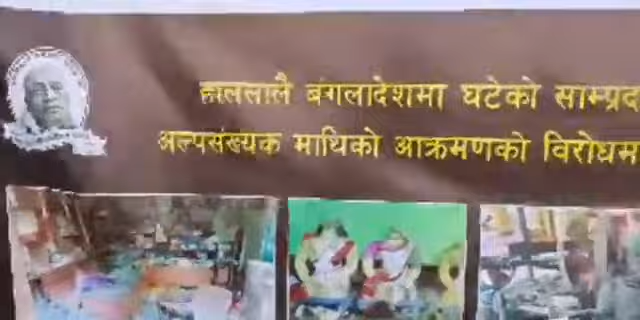 हाललालै बंगलादेशमा घटेको साम्प्रद
अल्पसंख्यक माथिको आक्रमणको विरोधम